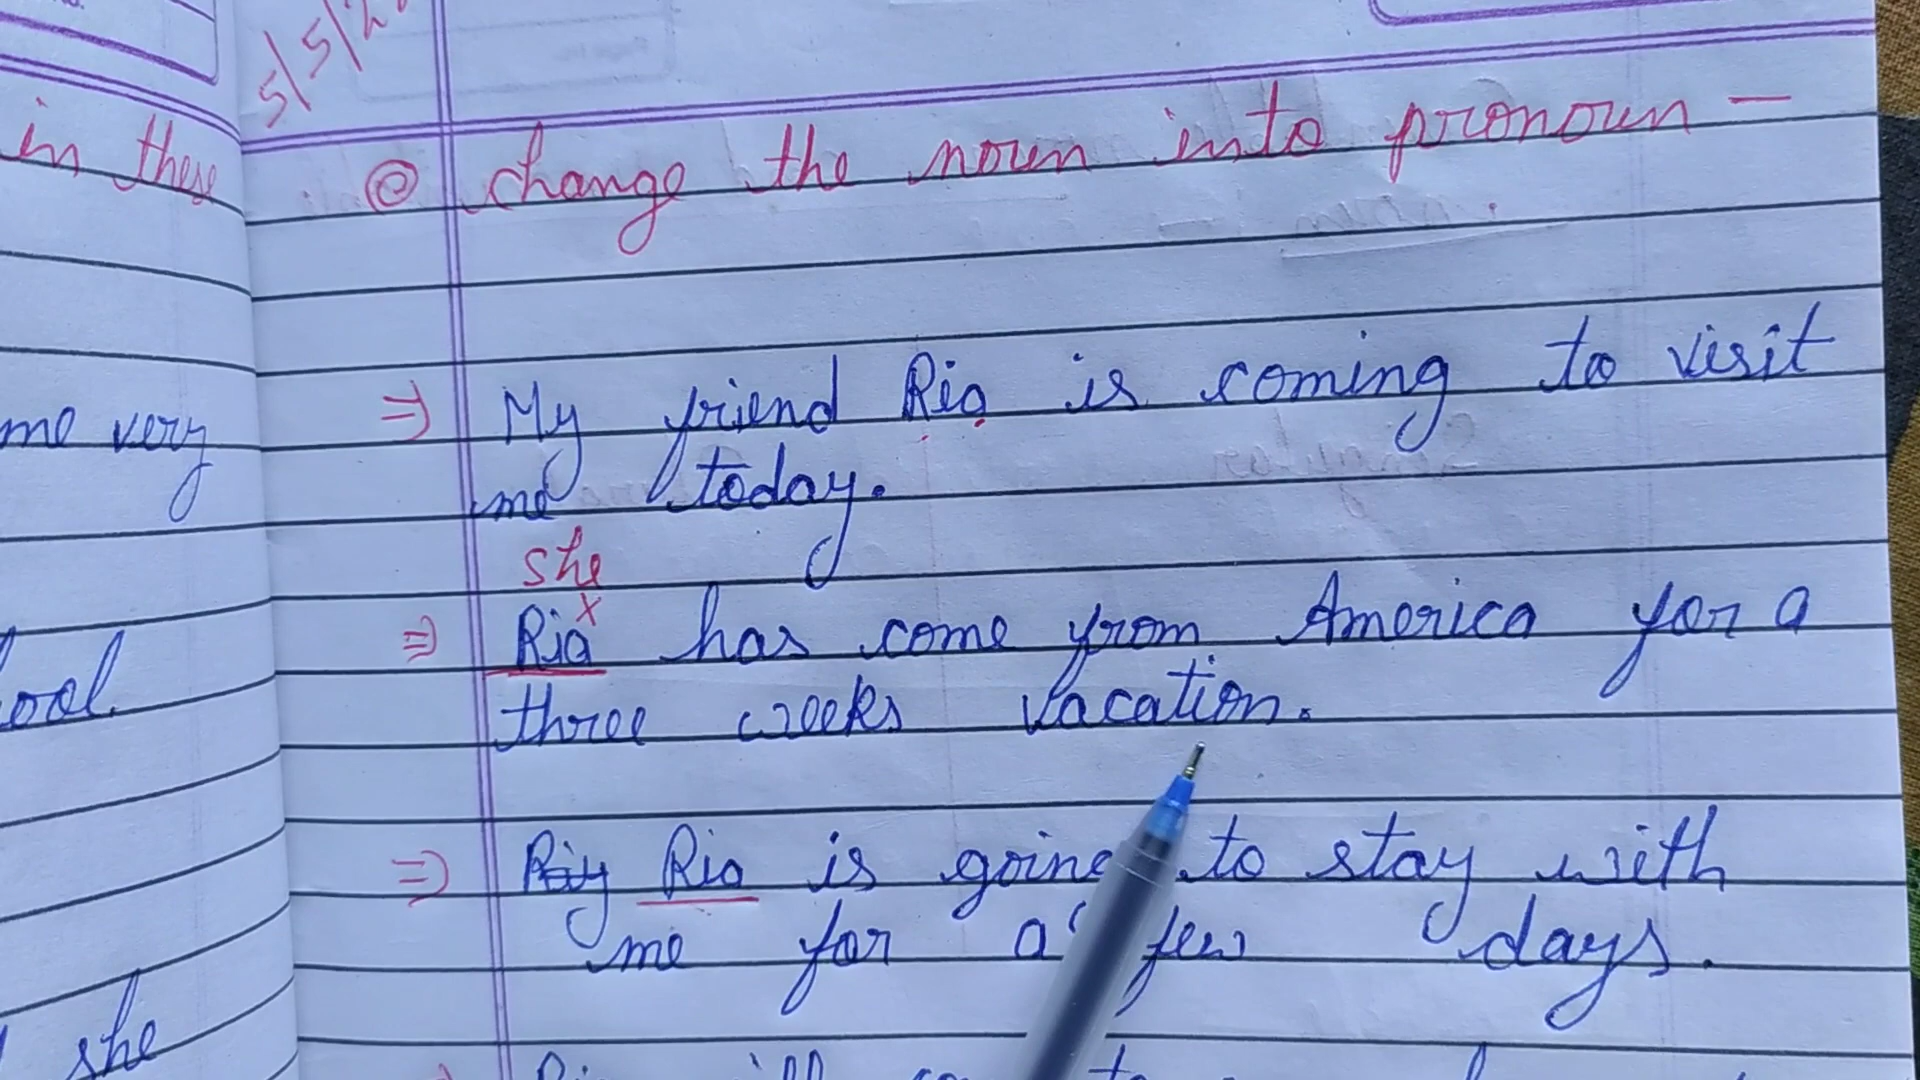 in these
me very
ool.
she
5/5/2
@ change the noun into pronoun –
⇒ My friend Ria is coming to visit
me today.
she
⇒ Ria x has come from America for a
three weeks vacation.
⇒ Ria is going to stay with
me for a few days.